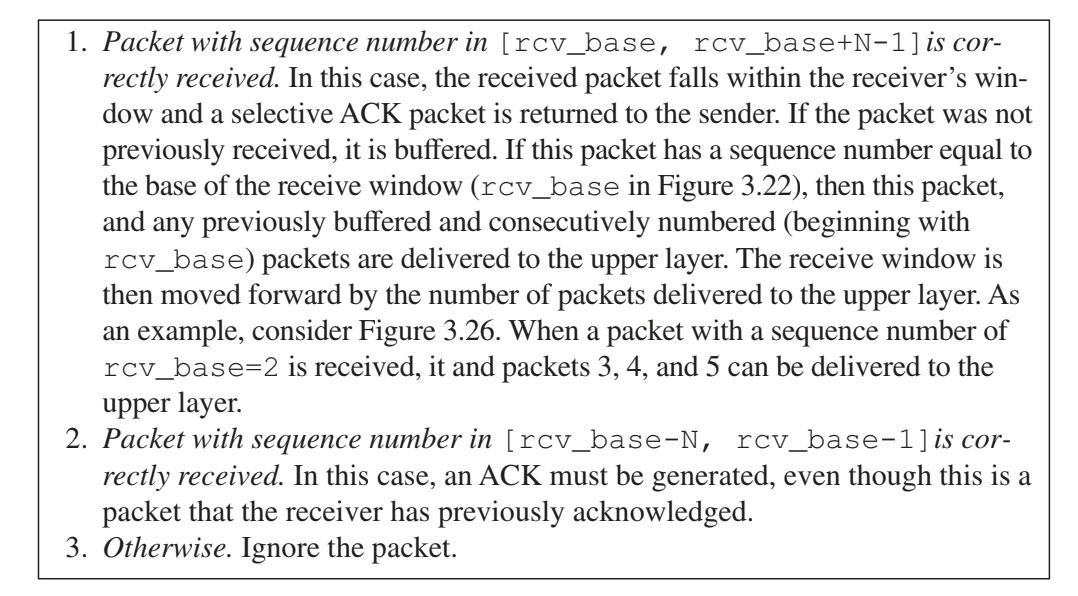 1. Packet with sequence number in [rcv_base, rcv_base+N-1]is cor-
rectly received. In this case, the received packet falls within the receiver's win-
dow and a selective ACK packet is returned to the sender. If the packet was not
previously received, it is buffered. If this packet has a sequence number equal to
the base of the receive window (rcv_base in Figure 3.22), then this packet,
and any previously buffered and consecutively numbered (beginning with
rcv_base) packets are delivered to the upper layer. The receive window is
then moved forward by the number of packets delivered to the upper layer. As
an example, consider Figure 3.26. When a packet with a sequence number of
rcv_base=2 is received, it and packets 3, 4, and 5 can be delivered to the
upper layer.
2. Packet with sequence number in [rcv_base-N, rcv_base-1]is cor-
rectly received. In this case, an ACK must be generated, even though this is a
packet that the receiver has previously acknowledged.
3. Otherwise. Ignore the packet.